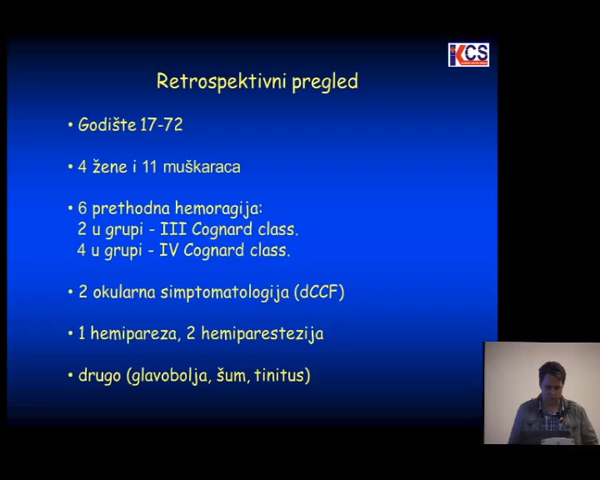 KCS
Retrospektivni pregled
• Godište 17-72
• 4 žene i 11 muškaraca
• 6 prethodna hemoragija:
2 u grupi - III Cognard class.
4 u grupi - IV Cognard class.
• 2 okularna simptomatologija (dCCF)
• 1 hemipareza, 2 hemiparestezija
• drugo (glavobolja, šum, tinitus)